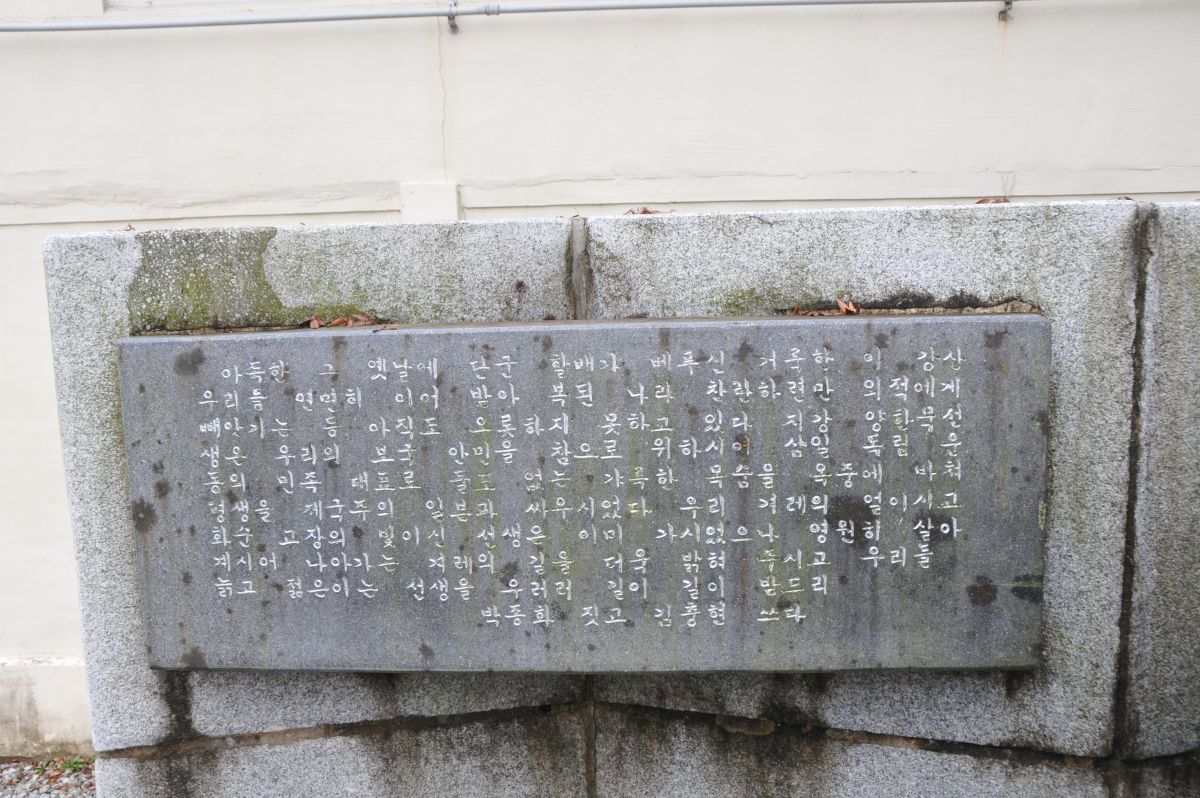 아득한 그 옛날에 단군 할배가 베푸신 거룩한 이 강산
우리들 면면히 이어 받아 복된 나라 찬란하련만 외적에게
빼앗기는 등 아직도 오롯하지 못하고 있다 지강 양한묵 선
생은 우리의 부국 안민을 참으로 위하시여 삼일독립운
동의 민족 대표로 둘도 없는 가륵한 목숨을 옥중에 바쳐
평생을 제국주의 일본과 싸우시었다 우리 겨레의 얼이시고
화순 고장의 빛이신 선생은 이미 가시었으나 영원히 살아
계시어 나아가는 겨레의 길을 더욱 밝혀 주시고 우리들
늙고 젊은이는 선생을 우러러 길이 길이 받드리
박종화 짓고 김충현 쓰다